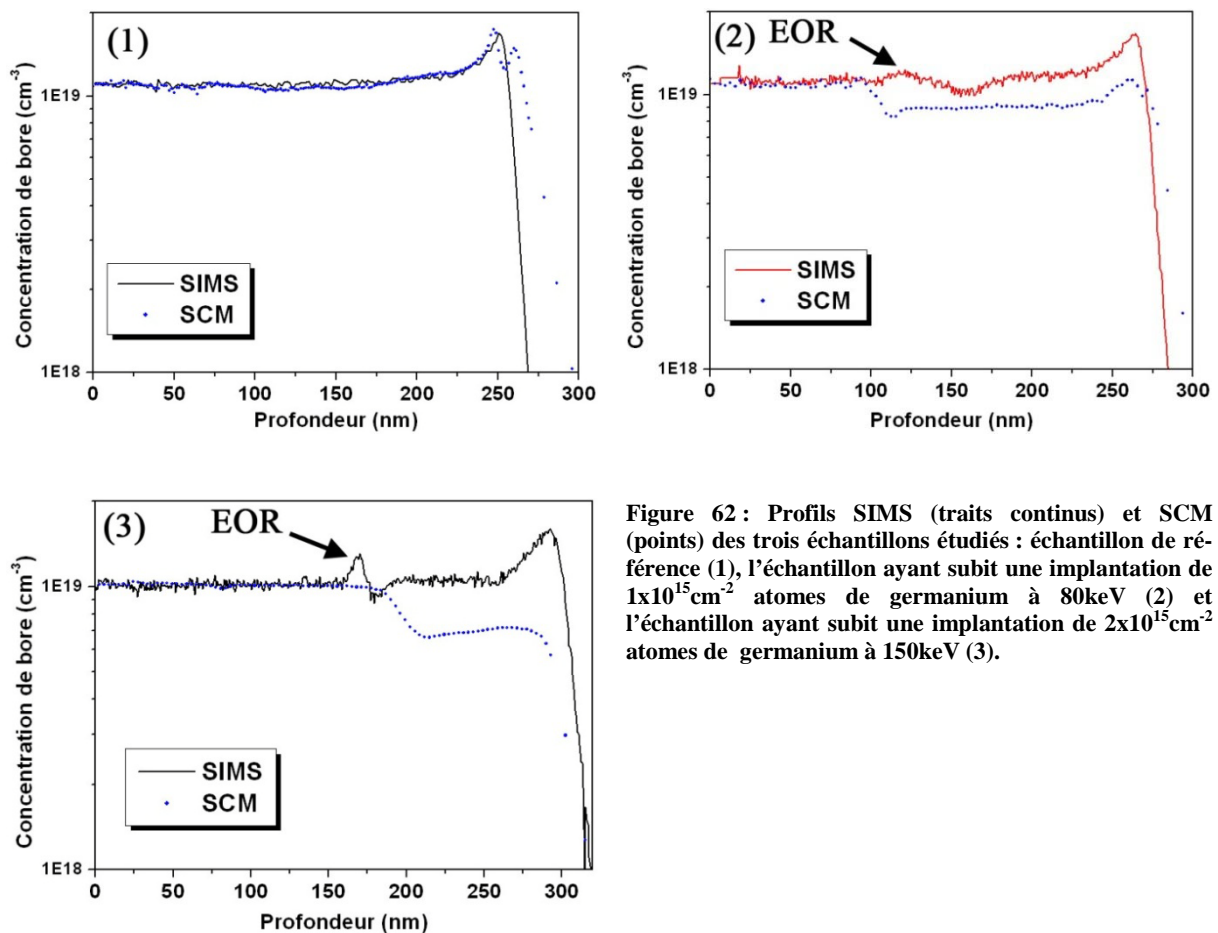 (1)
Concentration de bore (cm-3)
1E19
1E18
SIMS
SCM
0 50 100 150 200 250 300
Profondeur (nm)
(2)
EOR
Concentration de bore (cm-3)
1E19
1E18
SIMS
SCM
0 50 100 150 200 250 300
Profondeur (nm)
(3)
EOR
Concentration de bore (cm-3)
1E19
1E18
SIMS
SCM
0 50 100 150 200 250 300
Profondeur (nm)
Figure 62 : Profils SIMS (traits continus) et SCM
(points) des trois échantillons étudiés : échantillon de ré-
férence (1), l'échantillon ayant subit une implantation de
1x10^15cm^-2 atomes de germanium à 80keV (2) et
l'échantillon ayant subit une implantation de 2x10^15cm^-2
atomes de germanium à 150keV (3).